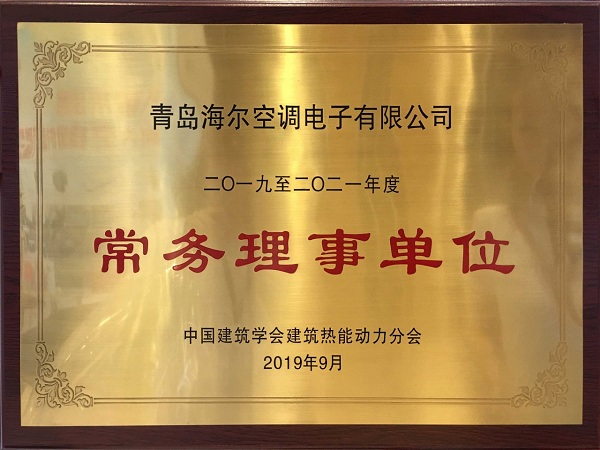 青岛海尔空调电子有限公司
二〇一九至二〇二一年度
常务理事单位
中国建筑学会建筑热能动力分会
2019年9月